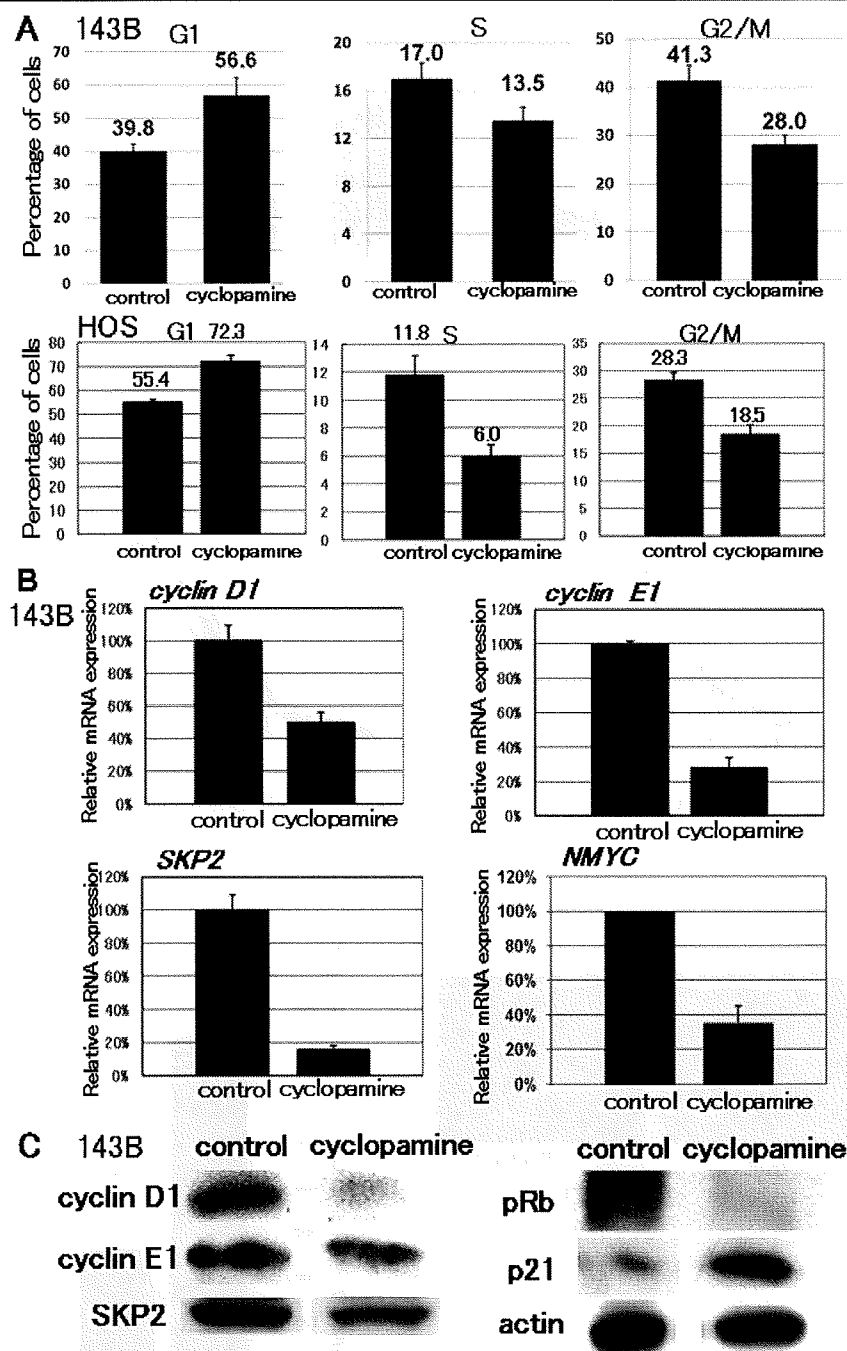 A 143B G1 S G2/M
Percentage of cells
70
60
50
40
30
20
10
0
39.8
56.6
control cyclopamine
20
16
12
8
4
0
17.0
13.5
control cyclopamine
50
40
30
20
10
0
41.3
28.0
control cyclopamine
HOS G1 S G2/M
Percentage of cells
80
70
60
50
40
30
20
10
0
55.4
72.3
control cyclopamine
14
12
10
8
6
4
2
0
11.8
6.0
control cyclopamine
35
30
25
20
15
10
5
0
28.3
18.5
control cyclopamine
B
143B
cyclin D1
Relative mRNA expression
120%
100%
80%
60%
40%
20%
0%
control cyclopamine
cyclin E1
Relative mRNA expression
120%
100%
80%
60%
40%
20%
0%
control cyclopamine
SKP2
Relative mRNA expression
120%
100%
80%
60%
40%
20%
0%
control cyclopamine
NMYC
Relative mRNA expression
120%
100%
80%
60%
40%
20%
0%
control cyclopamine
C 143B control cyclopamine
cyclin D1
cyclin E1
SKP2
control cyclopamine
pRb
p21
actin